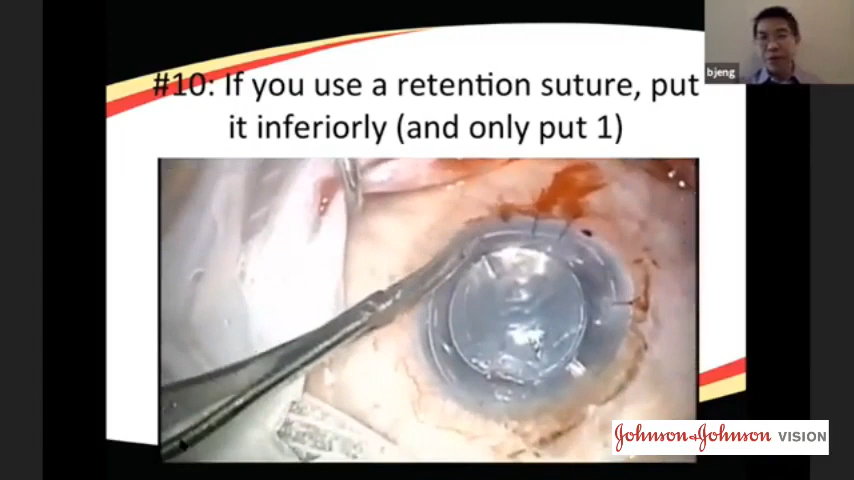 #10: If you use a retention suture, put
it inferiorly (and only put 1)
bjeng
Johnson & Johnson VISION